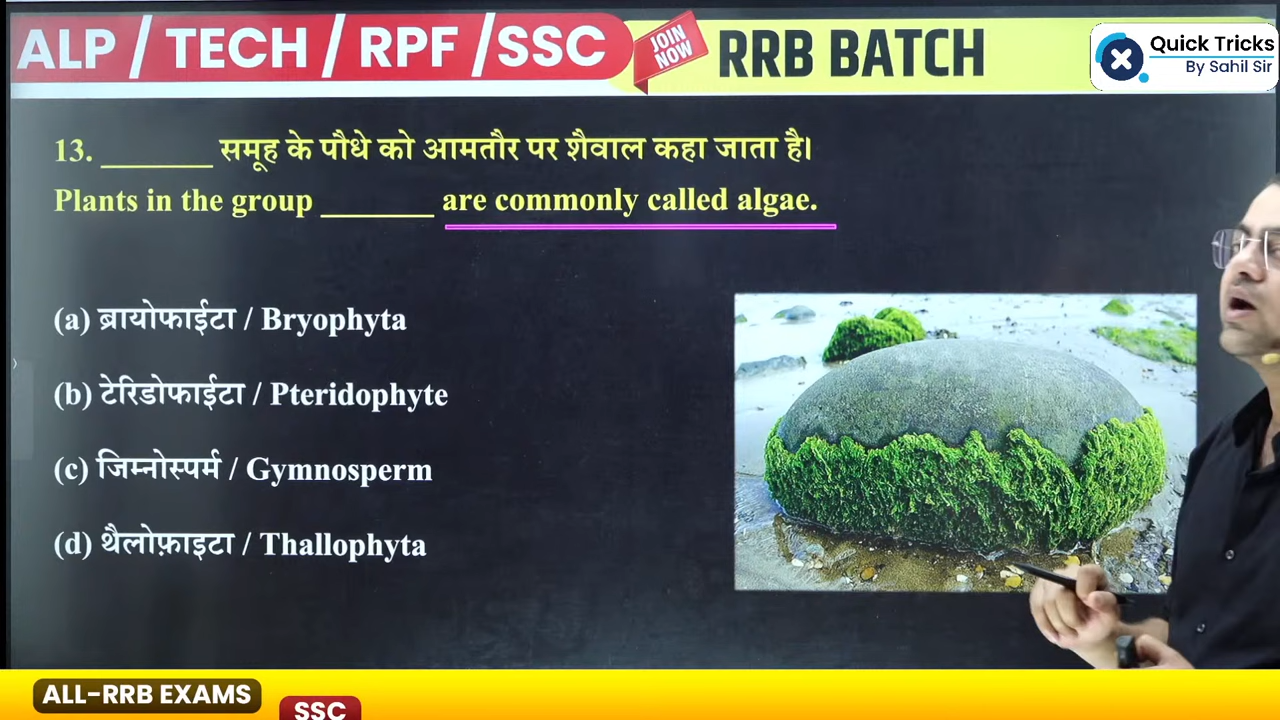 ALP / TECH / RPF /SSC JOIN NOW RRB BATCH
Quick Tricks
By Sahil Sir
13. _______ समूह के पौधे को आमतौर पर शैवाल कहा जाता है।
Plants in the group _______ are commonly called algae.
(a) ब्रायोफाईटा / Bryophyta
(b) टेरिडोफाईटा / Pteridophyte
(c) जिम्नोस्पर्म / Gymnosperm
(d) थैलोफ़ाइटा / Thallophyta
ALL-RRB EXAMS
SSC